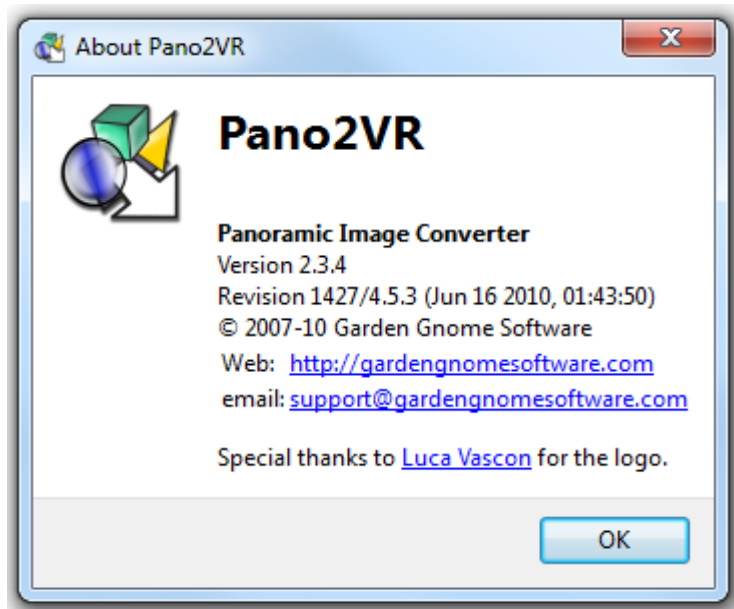 About Pano2VR
Pano2VR
Panoramic Image Converter
Version 2.3.4
Revision 1427/4.5.3 (Jun 16 2010, 01:43:50)
© 2007-10 Garden Gnome Software
Web: http://gardengnomesoftware.com
email: support@gardengnomesoftware.com
Special thanks to Luca Vascon for the logo.
OK